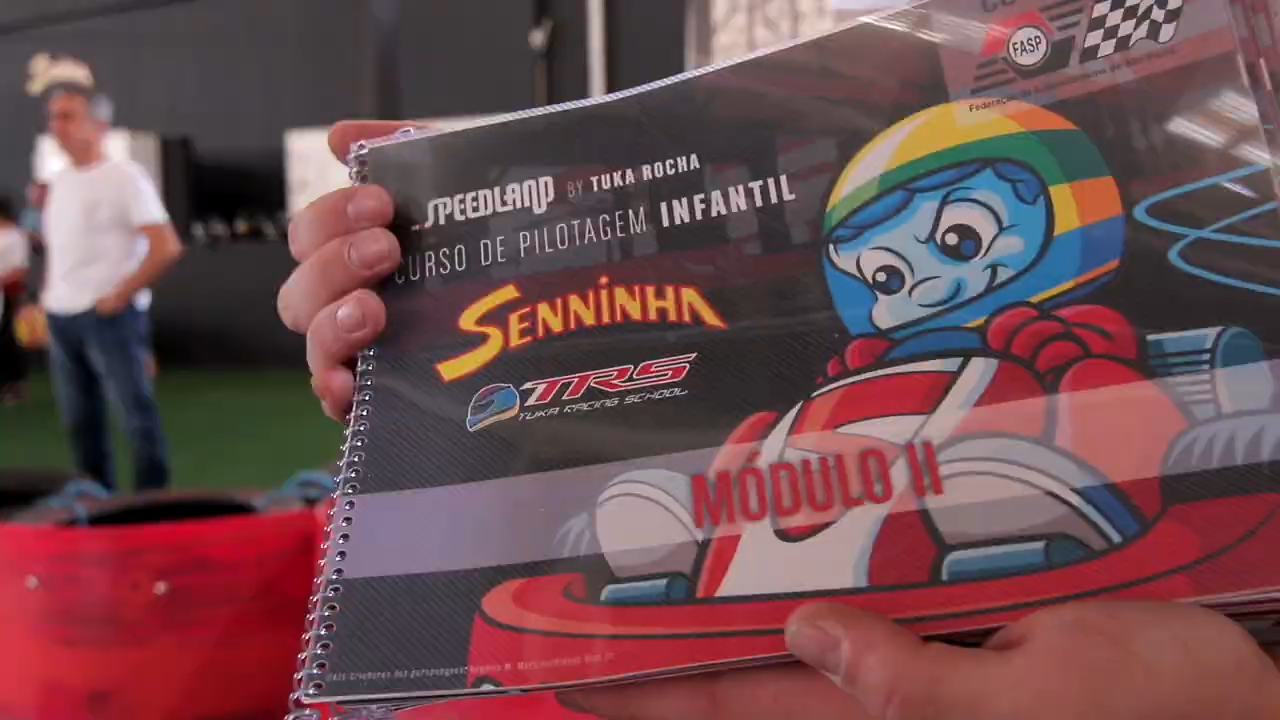 FASP
SPEEDLAND BY TUKA ROCHA
CURSO DE PILOTAGEM INFANTIL
SENNINHA
TRS
TUKA RACING SCHOOL
MÓDULO II